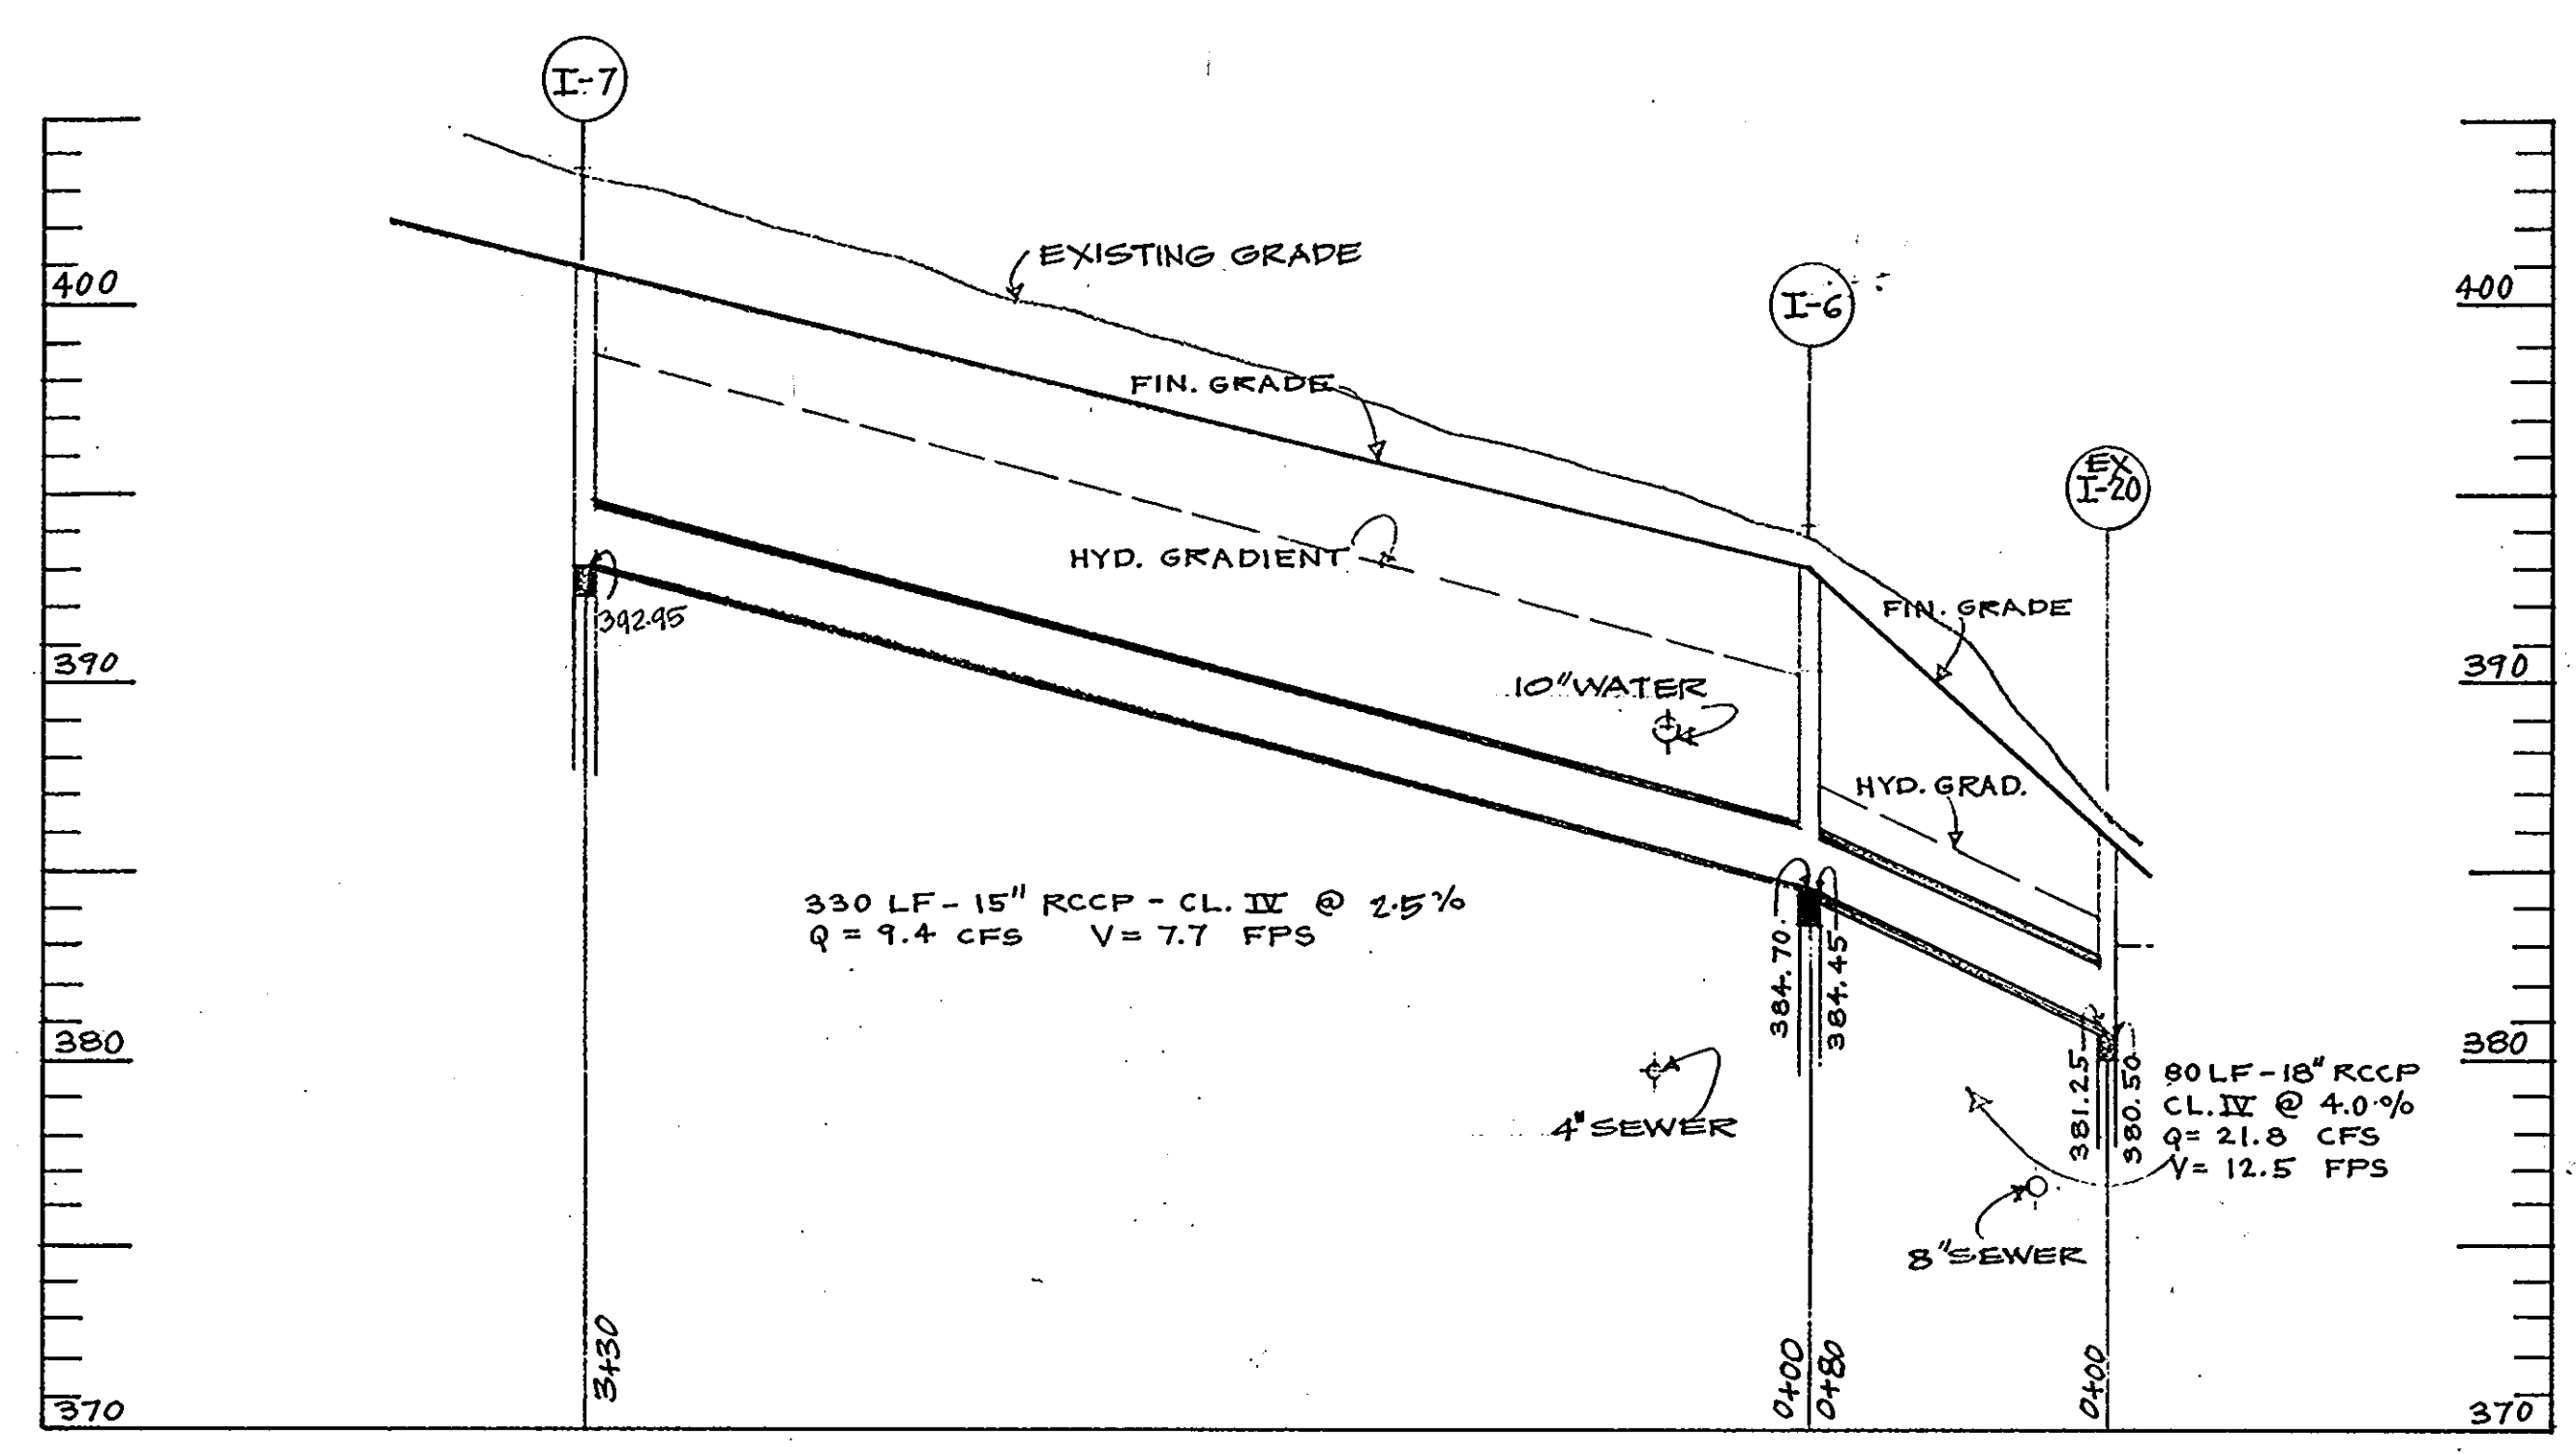 I-7
EXISTING GRADE
400
400
I-6
FIN. GRADE
EX
I-20
HYD. GRADIENT
FIN. GRADE
392.95
390
390
10" WATER
HYD. GRAD.
330 LF - 15" RCCP - CL. IV @ 2.5%
Q = 9.4 CFS V = 7.7 FPS
384.70
384.45
380
380
381.25
380.50
80 LF - 18" RCCP
CL. IV @ 4.0%
Q = 21.8 CFS
V = 12.5 FPS
4" SEWER
8" SEWER
3+30
0+00
0+80
0+00
370
370